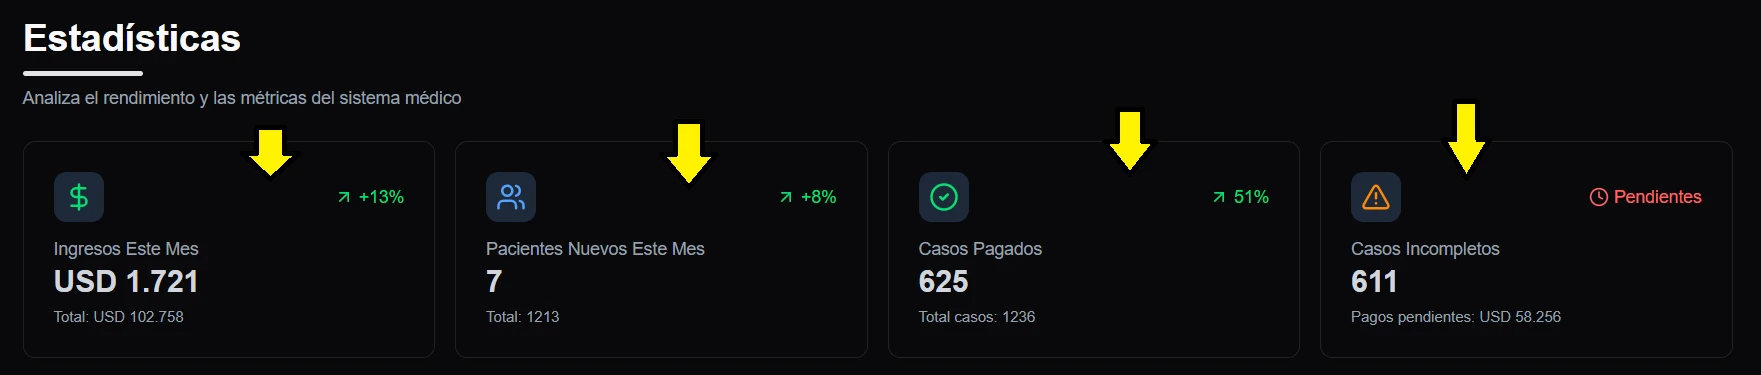 Estadísticas
Analiza el rendimiento y las métricas del sistema médico
+13%
Ingresos Este Mes
USD 1.721
Total: USD 102.758
+8%
Pacientes Nuevos Este Mes
7
Total: 1213
51%
Casos Pagados
625
Total casos: 1236
Pendientes
Casos Incompletos
611
Pagos pendientes: USD 58.256